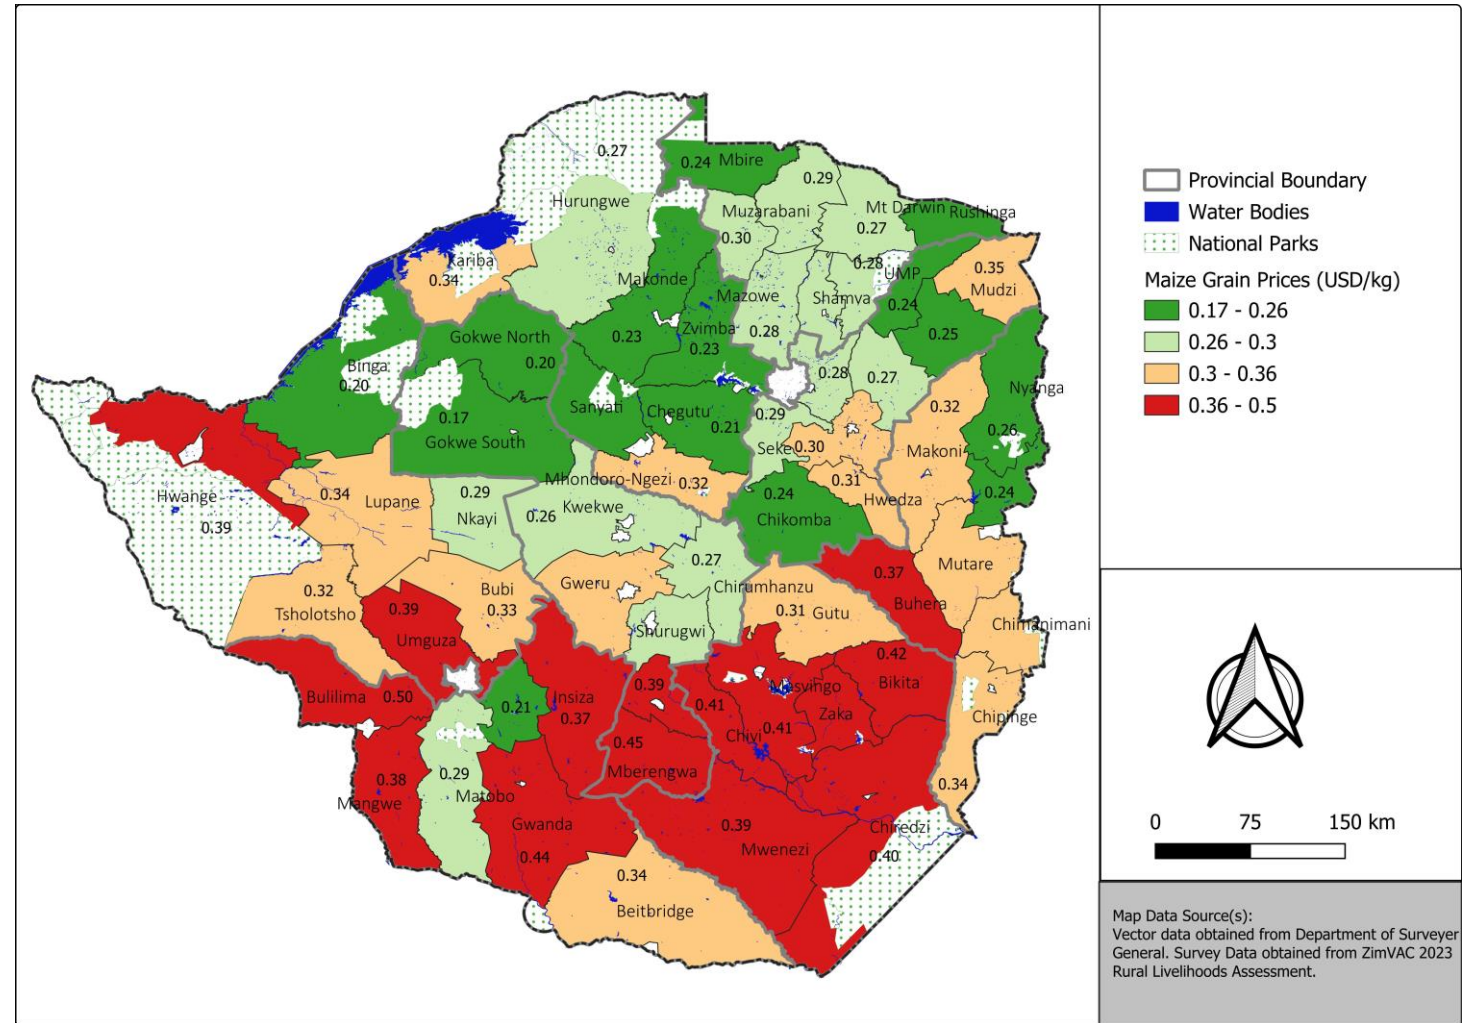 0.27
0.24 Mbire
0.29
Hurungwe
Muzarabani
Mt Darwin
Rushinga
0.27
0.30
Kariba
0.34
0.28
UMP
0.35
Mudzi
Makonde
Mazowe
Shamva
0.24
Gokwe North
0.23
Zvimba
0.28
0.25
0.23
0.20
Binga
0.20
0.28
0.27
Nyanga
0.17
Sanyati
Chegutu
0.21
0.29
0.32
0.26
Gokwe South
Seke
0.30
Makoni
Mhondoro-Ngezi
0.32
0.31
Hwedza
0.24
Hwange
0.39
0.34
Lupane
0.29
Nkayi
0.26
Kwekwe
0.24
Chikomba
0.27
Mutare
0.32
Tsholotsho
Bubi
0.33
Gweru
Chirumhanzu
0.37
Buhera
0.39
Umguza
0.31
Gutu
Chimanimani
Shurugwi
0.42
Bikita
Bulilima
0.50
0.21
Insiza
0.37
0.39
0.41
Masvingo
Zaka
Chipinge
Chivi
0.41
0.45
Mberengwa
0.38
Mangwe
0.29
Matobo
0.34
Gwanda
0.44
0.39
Mwenezi
Chiredzi
0.40
0.34
Beitbridge
Provincial Boundary
Water Bodies
National Parks
Maize Grain Prices (USD/kg)
0.17 - 0.26
0.26 - 0.3
0.3 - 0.36
0.36 - 0.5
0 75 150 km
Map Data Source(s):
Vector data obtained from Department of Surveyer
General. Survey Data obtained from ZimVAC 2023
Rural Livelihoods Assessment.